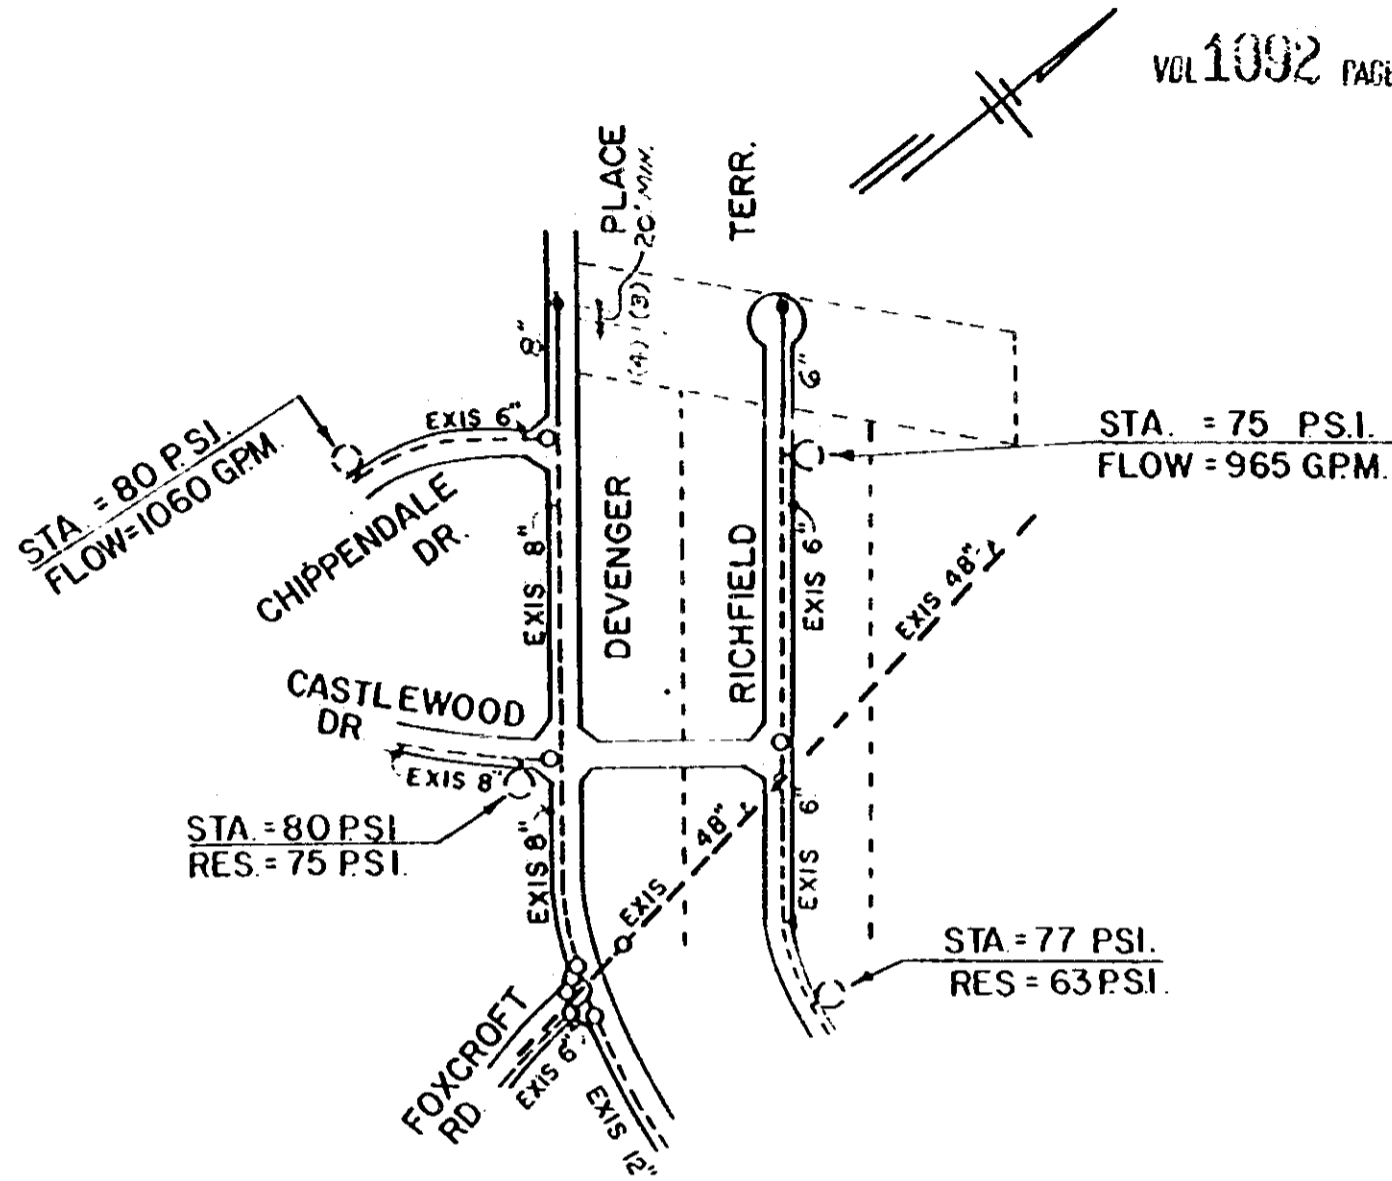 VOL 1092 PAGE
PLACE
20' MIN.
TERR.
1(4) 1(3)
8"
6"
EXIS 6"
STA. = 80 P.S.I.
FLOW=1060 G.P.M.
CHIPPENDALE
DR.
STA. = 75 P.S.I.
FLOW = 965 G.P.M.
EXIS 8"
DEVENGER
RICHFIELD
EXIS 6"
EXIS 48"
CASTLEWOOD
DR.
EXIS 8"
STA. = 80 P.S.I.
RES. = 75 P.S.I.
EXIS 8"
EXIS 48"
EXIS 6"
STA. = 77 P.S.I.
RES = 63 P.S.I.
FOXCROFT
RD.
EXIS 6"
EXIS 12"